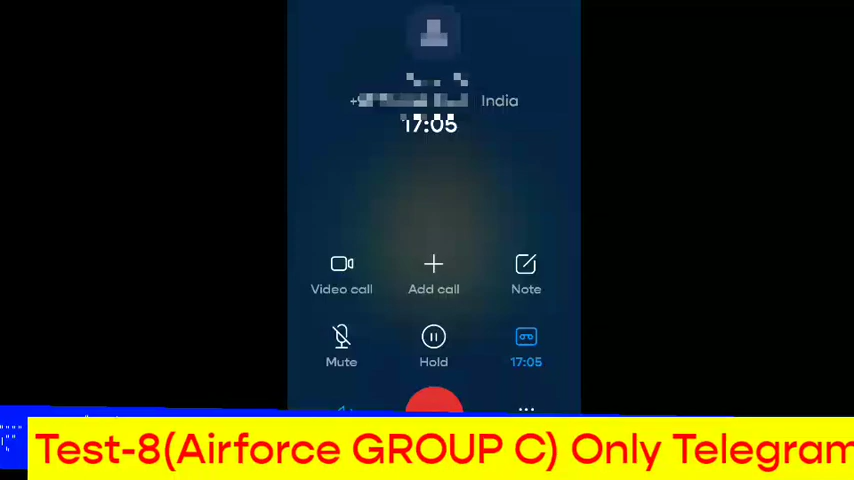 India
17:05
Video call
Add call
Note
Mute
Hold
17:05
Test-8(Airforce GROUP C) Only Telegram